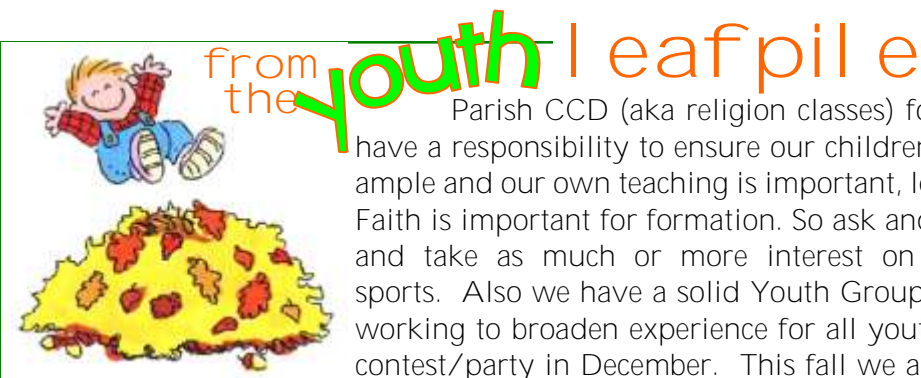 from
the youth leafpile
Parish CCD (aka religion classes) fo
have a responsibility to ensure our children
ample and our own teaching is important, l
Faith is important for formation. So ask and
and take as much or more interest on
sports. Also we have a solid Youth Group
working to broaden experience for all you
contest/party in December. This fall we a